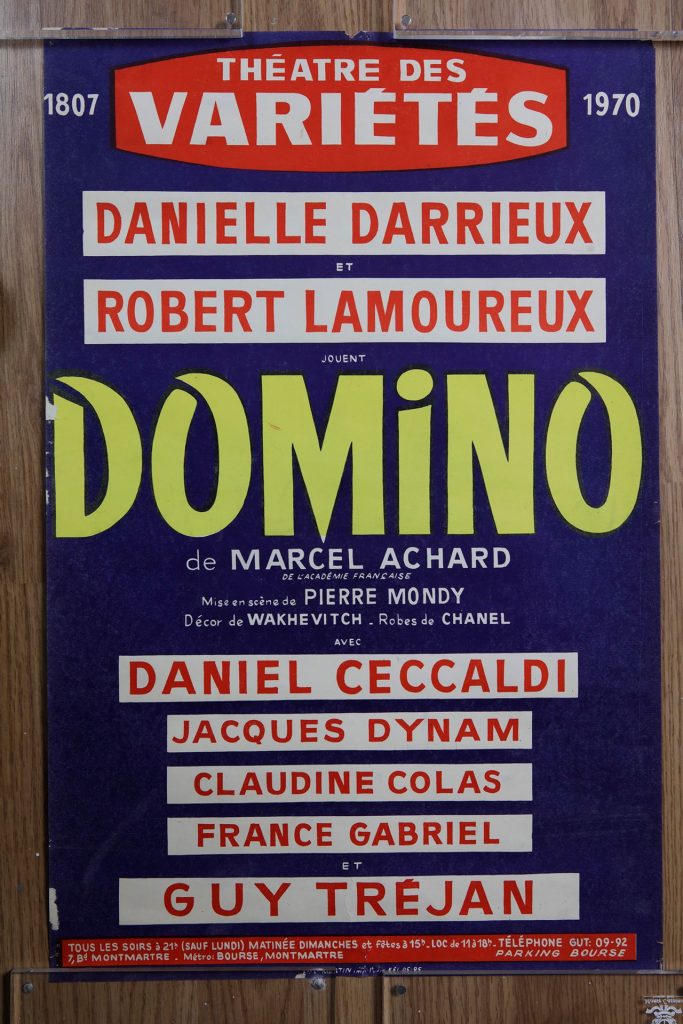 THÉATRE DES
1807 VARIÉTÉS 1970
DANIELLE DARRIEUX
ET
ROBERT LAMOUREUX
JOUENT
DOMiNO
de MARCEL ACHARD
DE L'ACADÉMIE FRANÇAISE
Mise en scène de PIERRE MONDY
Décor de WAKHEVITCH - Robes de CHANEL
AVEC
DANIEL CECCALDI
JACQUES DYNAM
CLAUDINE COLAS
FRANCE GABRIEL
ET
GUY TRÉJAN
TOUS LES SOIRS à 21h (SAUF LUNDI) MATINÉE DIMANCHES et fêtes à 15h - LOC de 11 à 18h - TÉLÉPHONE GUT: 09-92
7, Bd MONTMARTRE - Métro: BOURSE, MONTMARTRE PARKING BOURSE